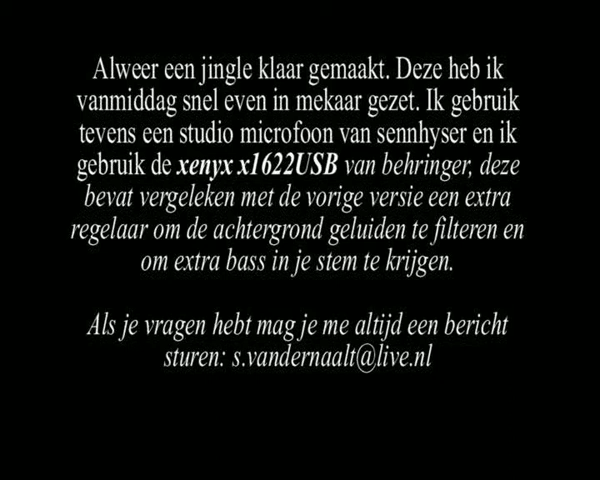 Alweer een jingle klaar gemaakt. Deze heb ik
vanmiddag snel even in mekaar gezet. Ik gebruik
tevens een studio microfoon van sennhyser en ik
gebruik de xenyx x1622USB van behringer, deze
bevat vergeleken met de vorige versie een extra
regelaar om de achtergrond geluiden te filteren en
om extra bass in je stem te krijgen.
Als je vragen hebt mag je me altijd een bericht
sturen: s.vandernaalt@live.nl